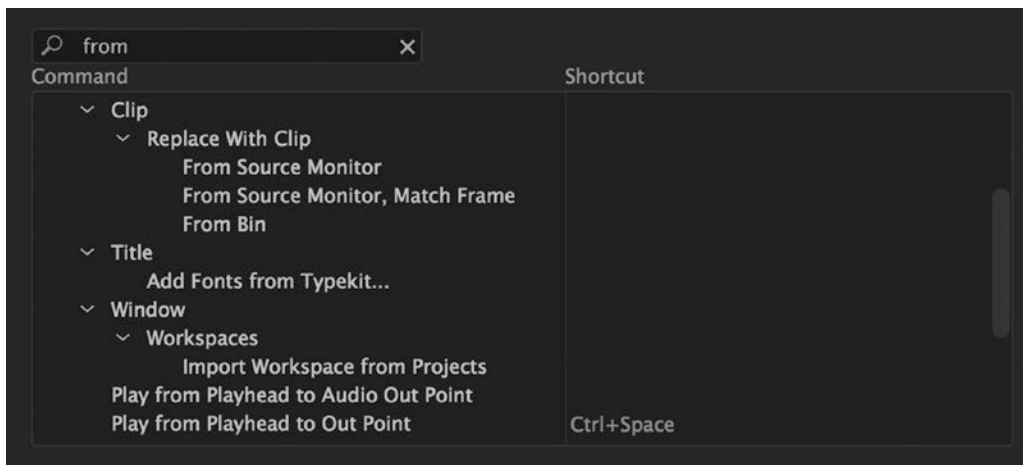 from
Command Shortcut
Clip
Replace With Clip
From Source Monitor
From Source Monitor, Match Frame
From Bin
Title
Add Fonts from Typekit...
Window
Workspaces
Import Workspace from Projects
Play from Playhead to Audio Out Point
Play from Playhead to Out Point Ctrl+Space